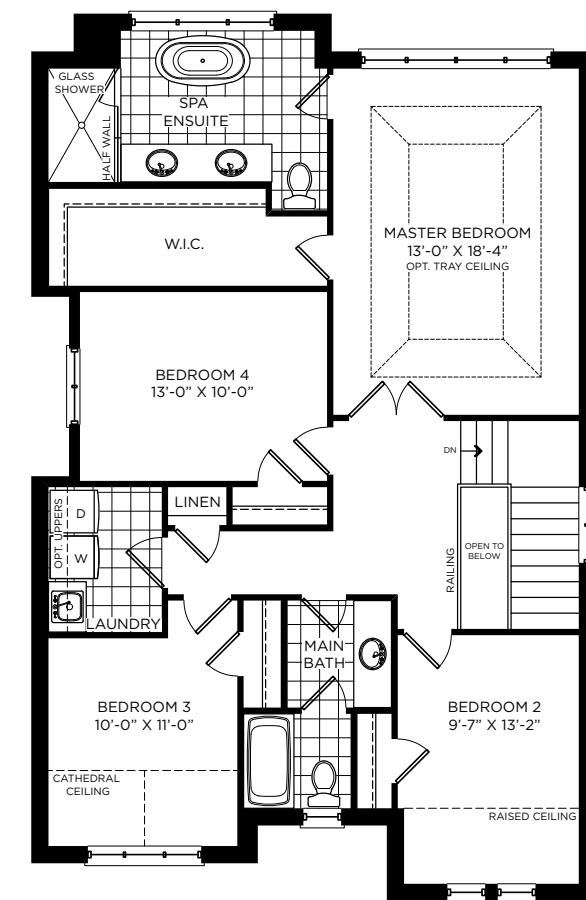 GLASS
SHOWER
HALF WALL
SPA
ENSUITE
W.I.C.
MASTER BEDROOM
13'-0" X 18'-4"
OPT. TRAY CEILING
BEDROOM 4
13'-0" X 10'-0"
DN
LINEN
OPT. UPPERS
D
W
LAUNDRY
RAILING
OPEN TO
BELOW
MAIN
BATH
BEDROOM 3
10'-0" X 11'-0"
CATHEDRAL
CEILING
BEDROOM 2
9'-7" X 13'-2"
RAISED CEILING